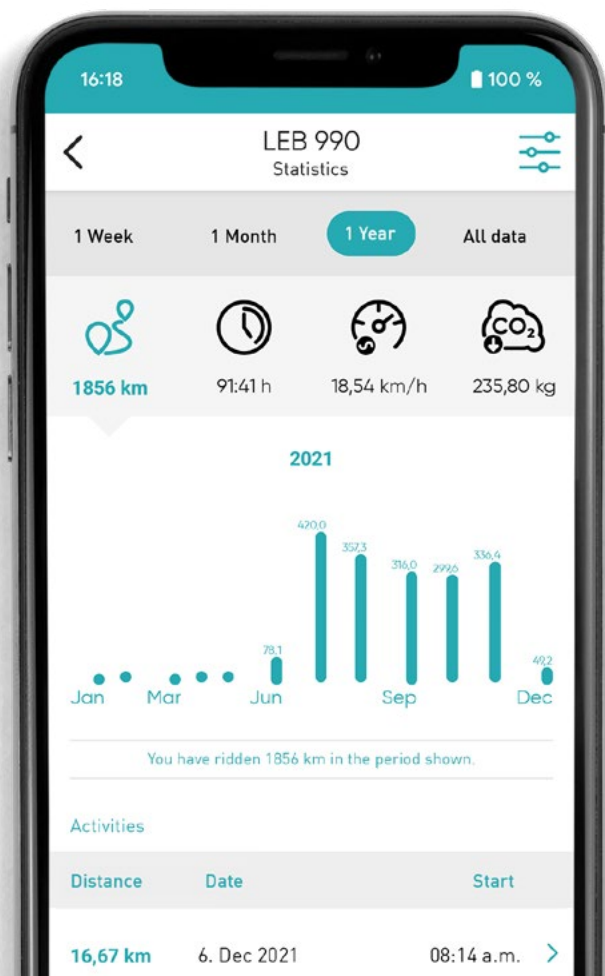 16:18 100 %
LEB 990
Statistics
1 Week 1 Month 1 Year All data
CO2
1856 km 91:41 h 18,54 km/h 235,80 kg
2021
420,0
357,3
336,4
316,0 299,6
78,1
49,2
Jan Mar Jun Sep Dec
You have ridden 1856 km in the period shown.
Activities
Distance Date Start
16,67 km 6. Dec 2021 08:14 a.m.